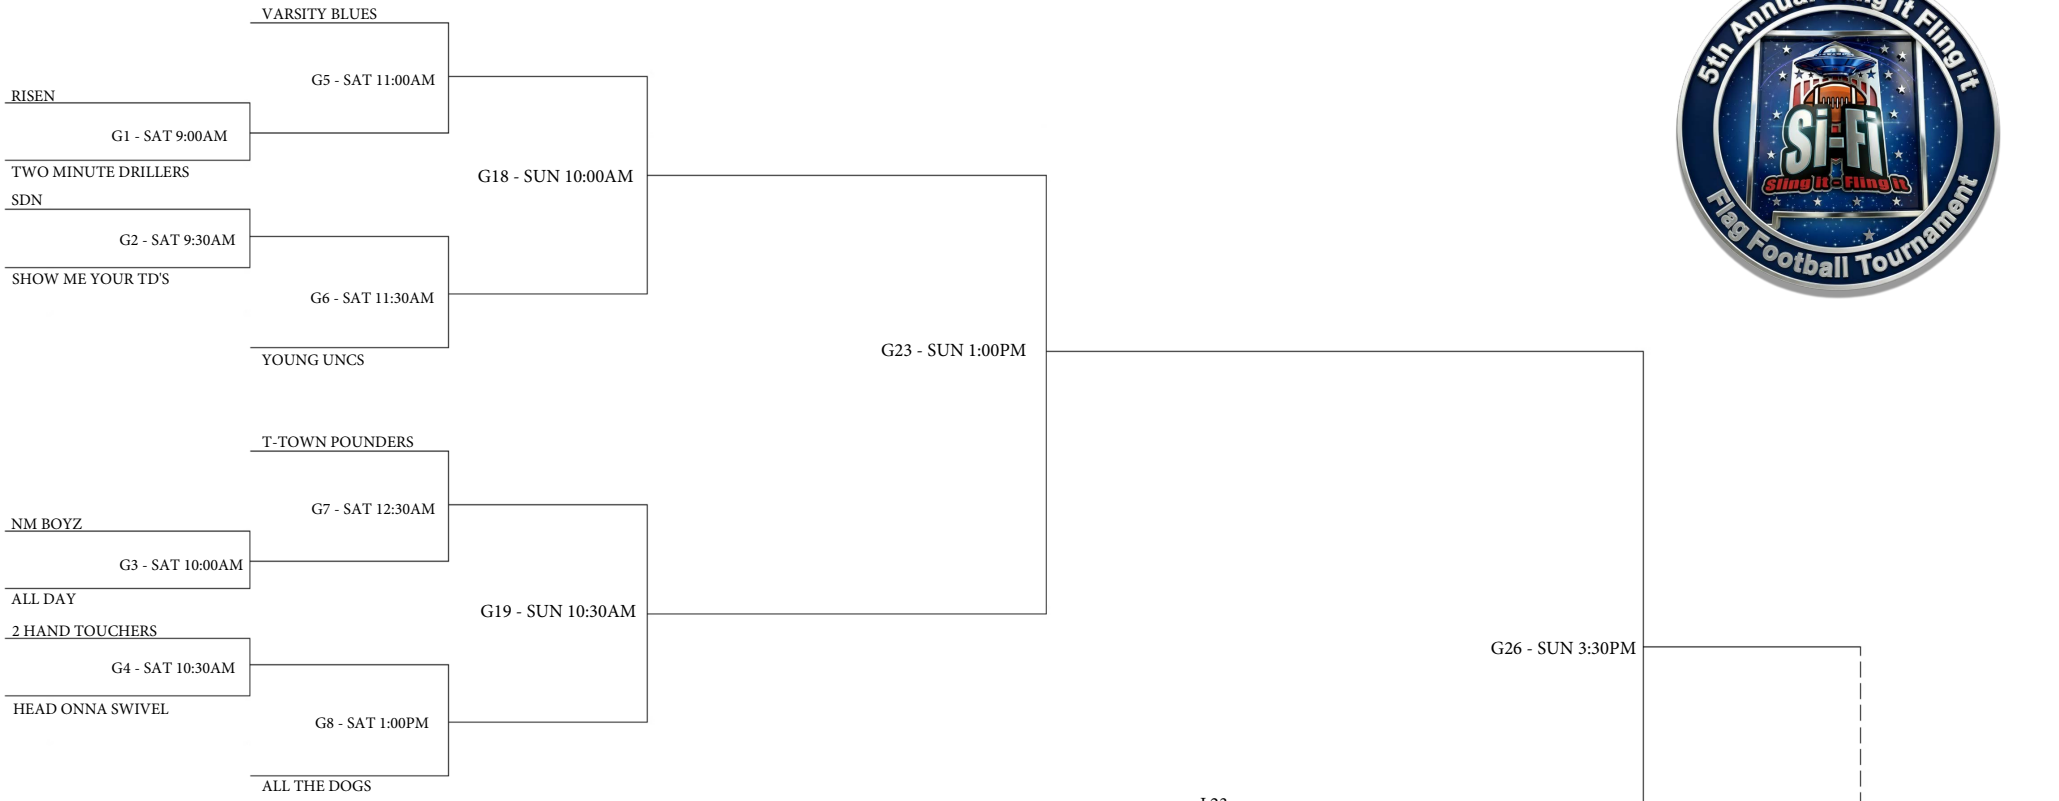 VARSITY BLUES
G5 - SAT 11:00AM
RISEN
G1 - SAT 9:00AM
TWO MINUTE DRILLERS
G18 - SUN 10:00AM
SDN
G2 - SAT 9:30AM
SHOW ME YOUR TD'S
G6 - SAT 11:30AM
YOUNG UNCS
G23 - SUN 1:00PM
T-TOWN POUNDERS
G7 - SAT 12:30AM
NM BOYZ
G3 - SAT 10:00AM
ALL DAY
G19 - SUN 10:30AM
2 HAND TOUCHERS
G4 - SAT 10:30AM
HEAD ONNA SWIVEL
G8 - SAT 1:00PM
ALL THE DOGS
G26 - SUN 3:30PM
5th Annual Sling it Fling it
Si-Fi
Sling it - Fling it
Flag Football Tournament